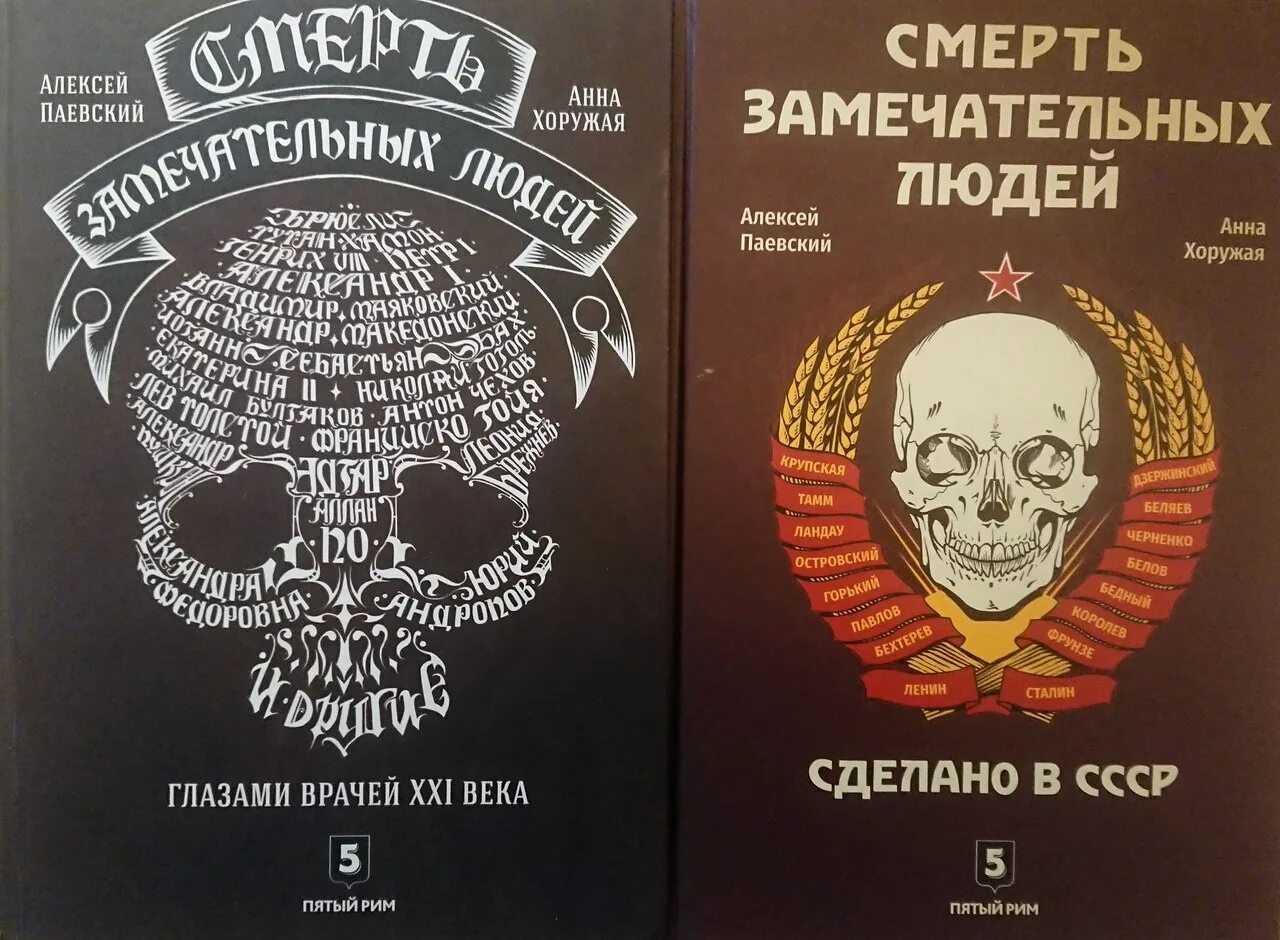 СМЕРТЬ
ЗАМЕЧАТЕЛЬНЫХ ЛЮДЕЙ
АЛЕКСЕЙ
ПАЕВСКИЙ
АННА
ХОРУЖАЯ
БРЮС ЛИ
ТУТАНХАМОН
ГЕНРИХ VIII ПЕТР I
АЛЕКСАНДР I
ВЛАДИМИР МАЯКОВСКИЙ
АЛЕКСАНДР МАКЕДОНСКИЙ
ИОГАНН СЕБАСТЬЯН БАХ
ЕКАТЕРИНА II НИКОЛАЙ ГОГОЛЬ
МИХАИЛ БУЛГАКОВ АНТОН ЧЕХОВ
ЛЕВ ТОЛСТОЙ ФРАНЦИСКО ГОЙЯ
АЛЕКСАНДР
ПУШКИН
ЛЕОНИД
БРЕЖНЕВ
ЭДГАР
АЛЛАН
ПО
АЛЕКСАНДРА
ФЕДОРОВНА
ЮРИЙ
АНДРОПОВ
И ДРУГИЕ
ГЛАЗАМИ ВРАЧЕЙ XXI ВЕКА
5
ПЯТЫЙ РИМ
СМЕРТЬ
ЗАМЕЧАТЕЛЬНЫХ
ЛЮДЕЙ
Алексей
Паевский
Анна
Хоружая
КРУПСКАЯ
ТАММ
ЛАНДАУ
ОСТРОВСКИЙ
ГОРЬКИЙ
ПАВЛОВ
БЕХТЕРЕВ
ЛЕНИН
ДЗЕРЖИНСКИЙ
БЕЛЯЕВ
ЧЕРНЕНКО
БЕЛОВ
БЕДНЫЙ
КОРОЛЕВ
ФРУНЗЕ
СТАЛИН
СДЕЛАНО В СССР
5
ПЯТЫЙ РИМ